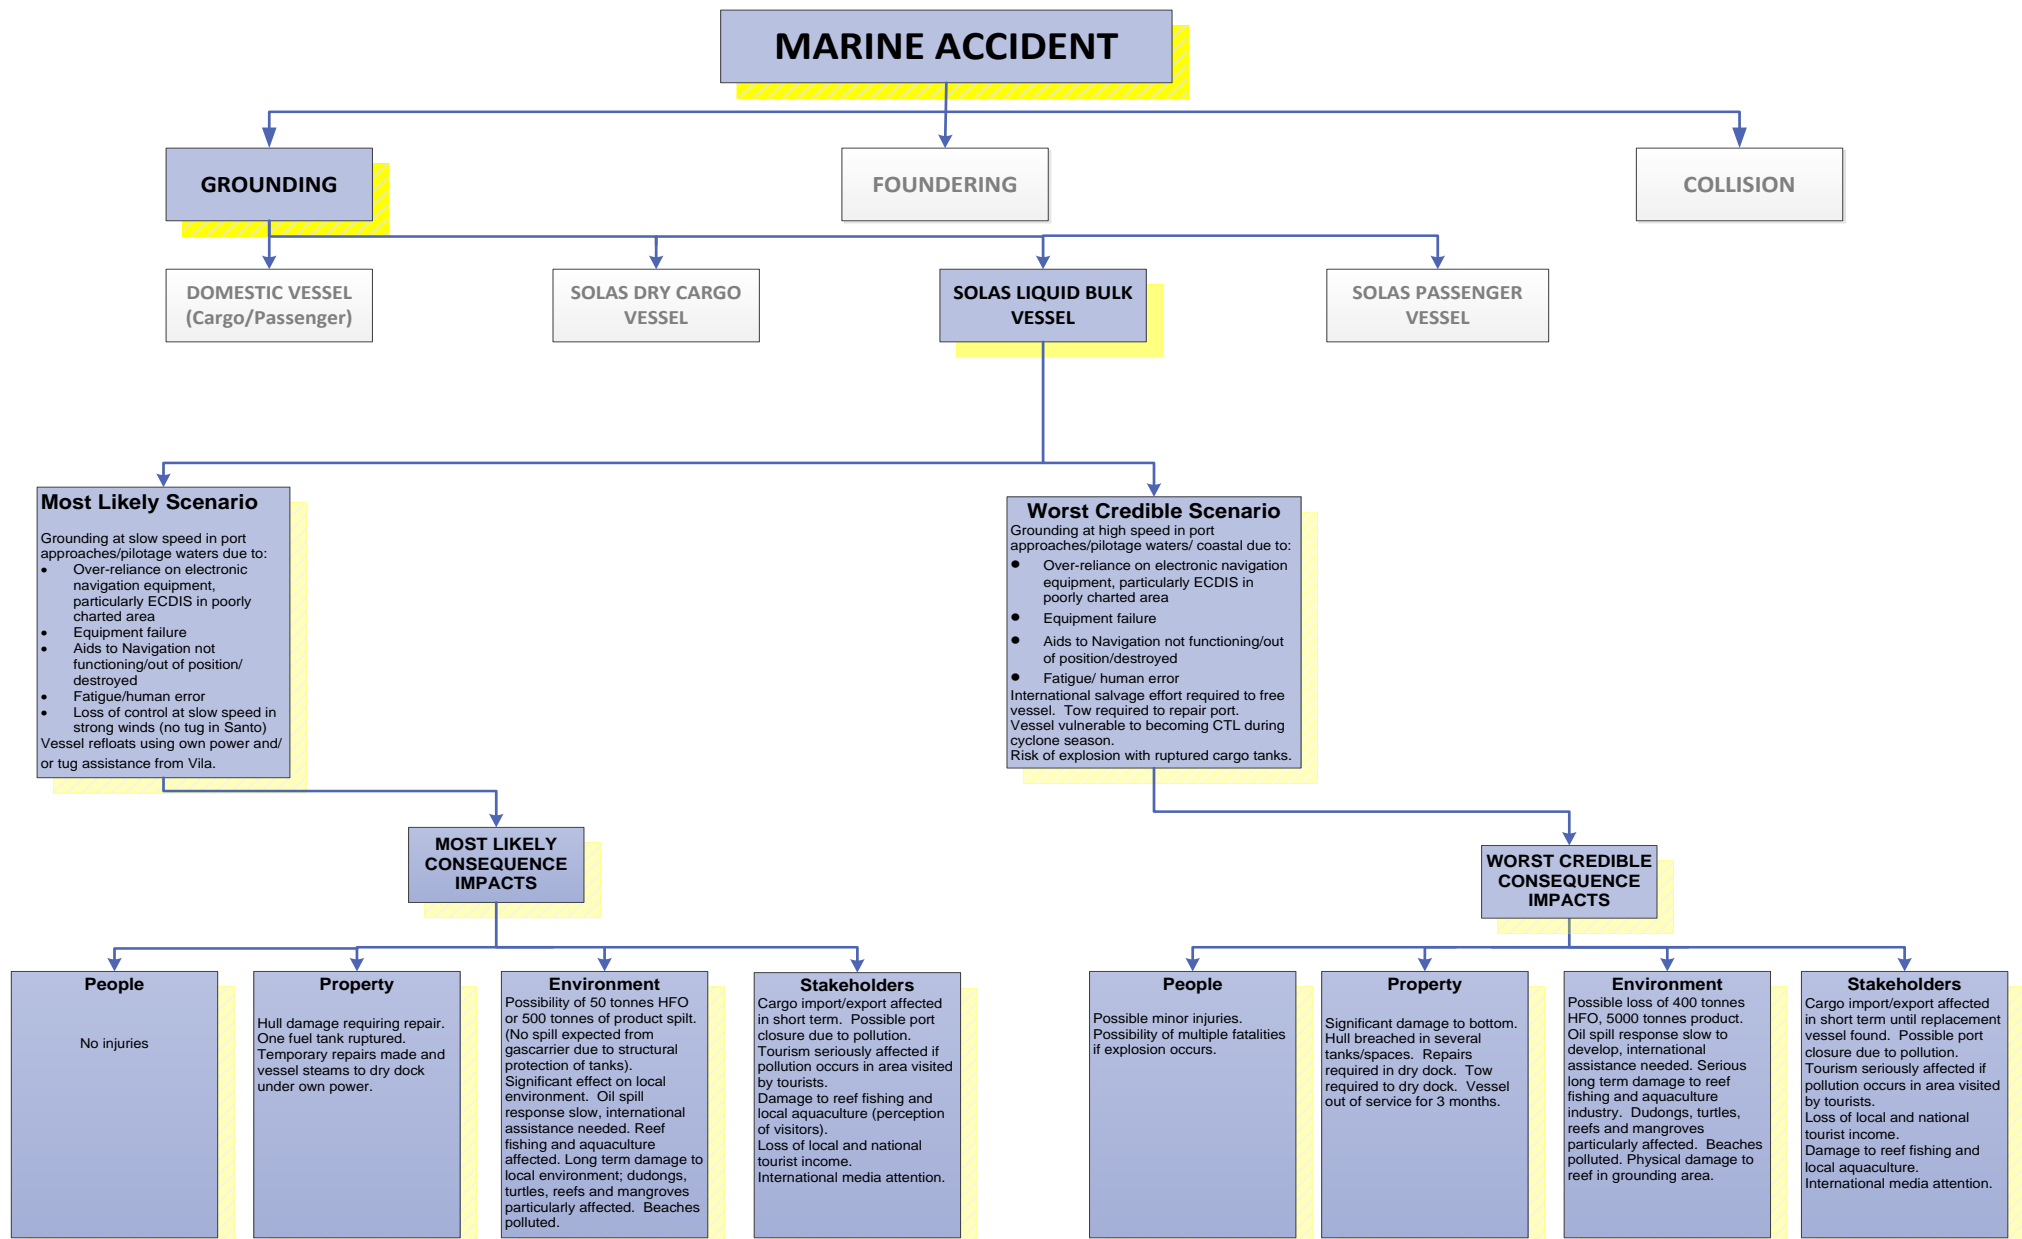 MARINE ACCIDENT
GROUNDING
FOUNDERING
COLLISION
DOMESTIC VESSEL
(Cargo/Passenger)
SOLAS DRY CARGO
VESSEL
SOLAS LIQUID BULK
VESSEL
SOLAS PASSENGER
VESSEL
Most Likely Scenario
Grounding at slow speed in port
approaches/pilotage waters due to:
• Over-reliance on electronic
navigation equipment,
particularly ECDIS in poorly
charted area
• Equipment failure
• Aids to Navigation not
functioning/out of position/
destroyed
• Fatigue/human error
• Loss of control at slow speed in
strong winds (no tug in Santo)
Vessel refloats using own power and/
or tug assistance from Vila.
Worst Credible Scenario
Grounding at high speed in port
approaches/pilotage waters/ coastal due to:
• Over-reliance on electronic navigation
equipment, particularly ECDIS in
poorly charted area
• Equipment failure
• Aids to Navigation not functioning/out
of position/destroyed
• Fatigue/ human error
International salvage effort required to free
vessel.  Tow required to repair port.
Vessel vulnerable to becoming CTL during
cyclone season.
Risk of explosion with ruptured cargo tanks.
MOST LIKELY
CONSEQUENCE
IMPACTS
WORST CREDIBLE
CONSEQUENCE
IMPACTS
People
No injuries
Property
Hull damage requiring repair.
One fuel tank ruptured.
Temporary repairs made and
vessel steams to dry dock
under own power.
Environment
Possibility of 50 tonnes HFO
or 500 tonnes of product spilt.
(No spill expected from
gascarrier due to structural
protection of tanks).
Significant effect on local
environment.  Oil spill
response slow, international
assistance needed. Reef
fishing and aquaculture
affected. Long term damage to
local environment; dudongs,
turtles, reefs and mangroves
particularly affected.  Beaches
polluted.
Stakeholders
Cargo import/export affected
in short term.  Possible port
closure due to pollution.
Tourism seriously affected if
pollution occurs in area visited
by tourists.
Damage to reef fishing and
local aquaculture (perception
of visitors).
Loss of local and national
tourist income.
International media attention.
People
Possible minor injuries.
Possibility of multiple fatalities
if explosion occurs.
Property
Significant damage to bottom.
Hull breached in several
tanks/spaces.  Repairs
required in dry dock.  Tow
required to dry dock.  Vessel
out of service for 3 months.
Environment
Possible loss of 400 tonnes
HFO, 5000 tonnes product.
Oil spill response slow to
develop, international
assistance needed. Serious
long term damage to reef
fishing and aquaculture
industry.  Dudongs, turtles,
reefs and mangroves
particularly affected.  Beaches
polluted. Physical damage to
reef in grounding area.
Stakeholders
Cargo import/export affected
in short term until replacement
vessel found.  Possible port
closure due to pollution.
Tourism seriously affected if
pollution occurs in area visited
by tourists.
Loss of local and national
tourist income.
Damage to reef fishing and
local aquaculture.
International media attention.